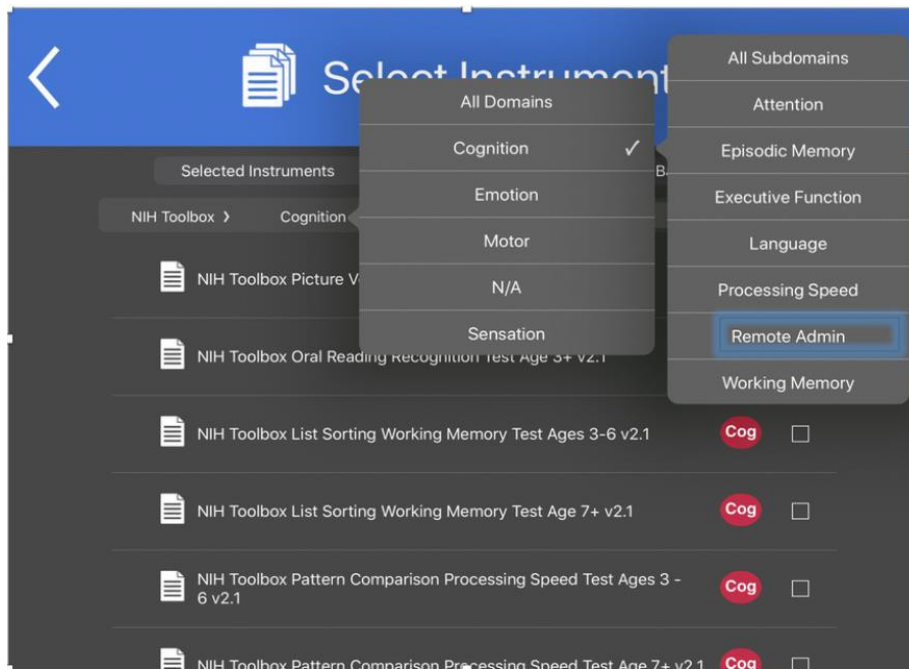 Select Instrument
All Domains
Cognition ✓
Emotion
Motor
N/A
Sensation
All Subdomains
Attention
Episodic Memory
Executive Function
Language
Processing Speed
Remote Admin
Working Memory
Selected Instruments
NIH Toolbox › Cognition
NIH Toolbox Picture
NIH Toolbox Oral Reading Recognition Test Age 3+ v2.1
NIH Toolbox List Sorting Working Memory Test Ages 3-6 v2.1 Cog
NIH Toolbox List Sorting Working Memory Test Age 7+ v2.1 Cog
NIH Toolbox Pattern Comparison Processing Speed Test Ages 3 -
6 v2.1 Cog
NIH Toolbox Pattern Comparison Processing Speed Test Age 7+ v2.1 Cog